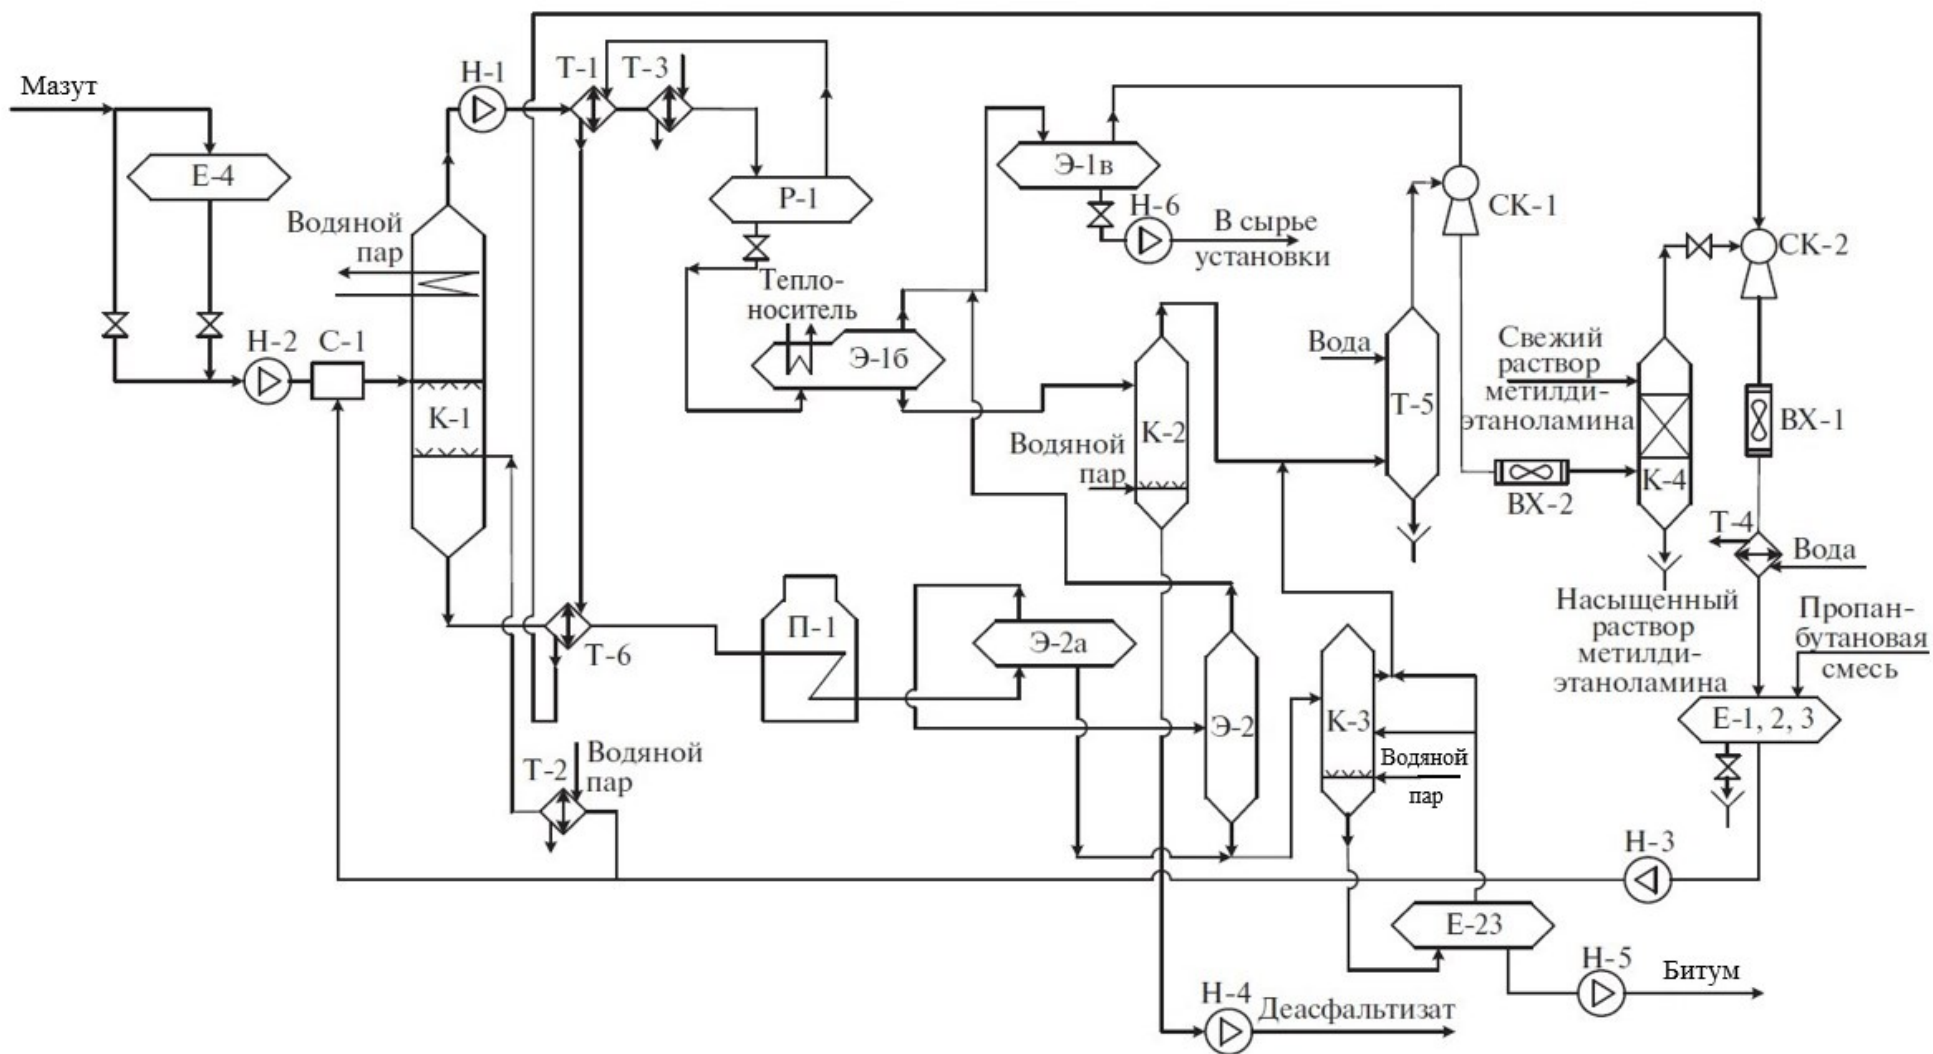 Мазут
Н-1
Т-1
Т-3
Е-4
Р-1
Э-1в
Н-6
В сырье
установки
СК-1
СК-2
Водяной
пар
Тепло-
носитель
Э-1б
Н-2
С-1
К-1
К-2
Водяной
пар
Вода
Т-5
Свежий
раствор
метилди-
этаноламина
ВХ-1
ВХ-2
К-4
Т-4
Вода
Насыщенный
раствор
метилди-
этаноламина
Пропан-
бутановая
смесь
Е-1, 2, 3
П-1
Т-6
Э-2а
Э-2
К-3
Водяной
пар
Т-2
Водяной
пар
Н-3
Е-23
Н-5
Битум
Н-4
Деасфальтизат